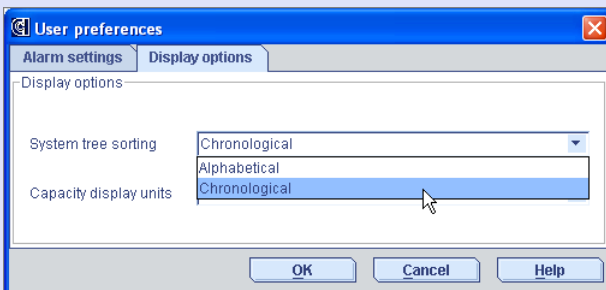 User preferences
Alarm settings Display options
Display options
System tree sorting Chronological
Alphabetical
Chronological
Capacity display units
OK Cancel Help